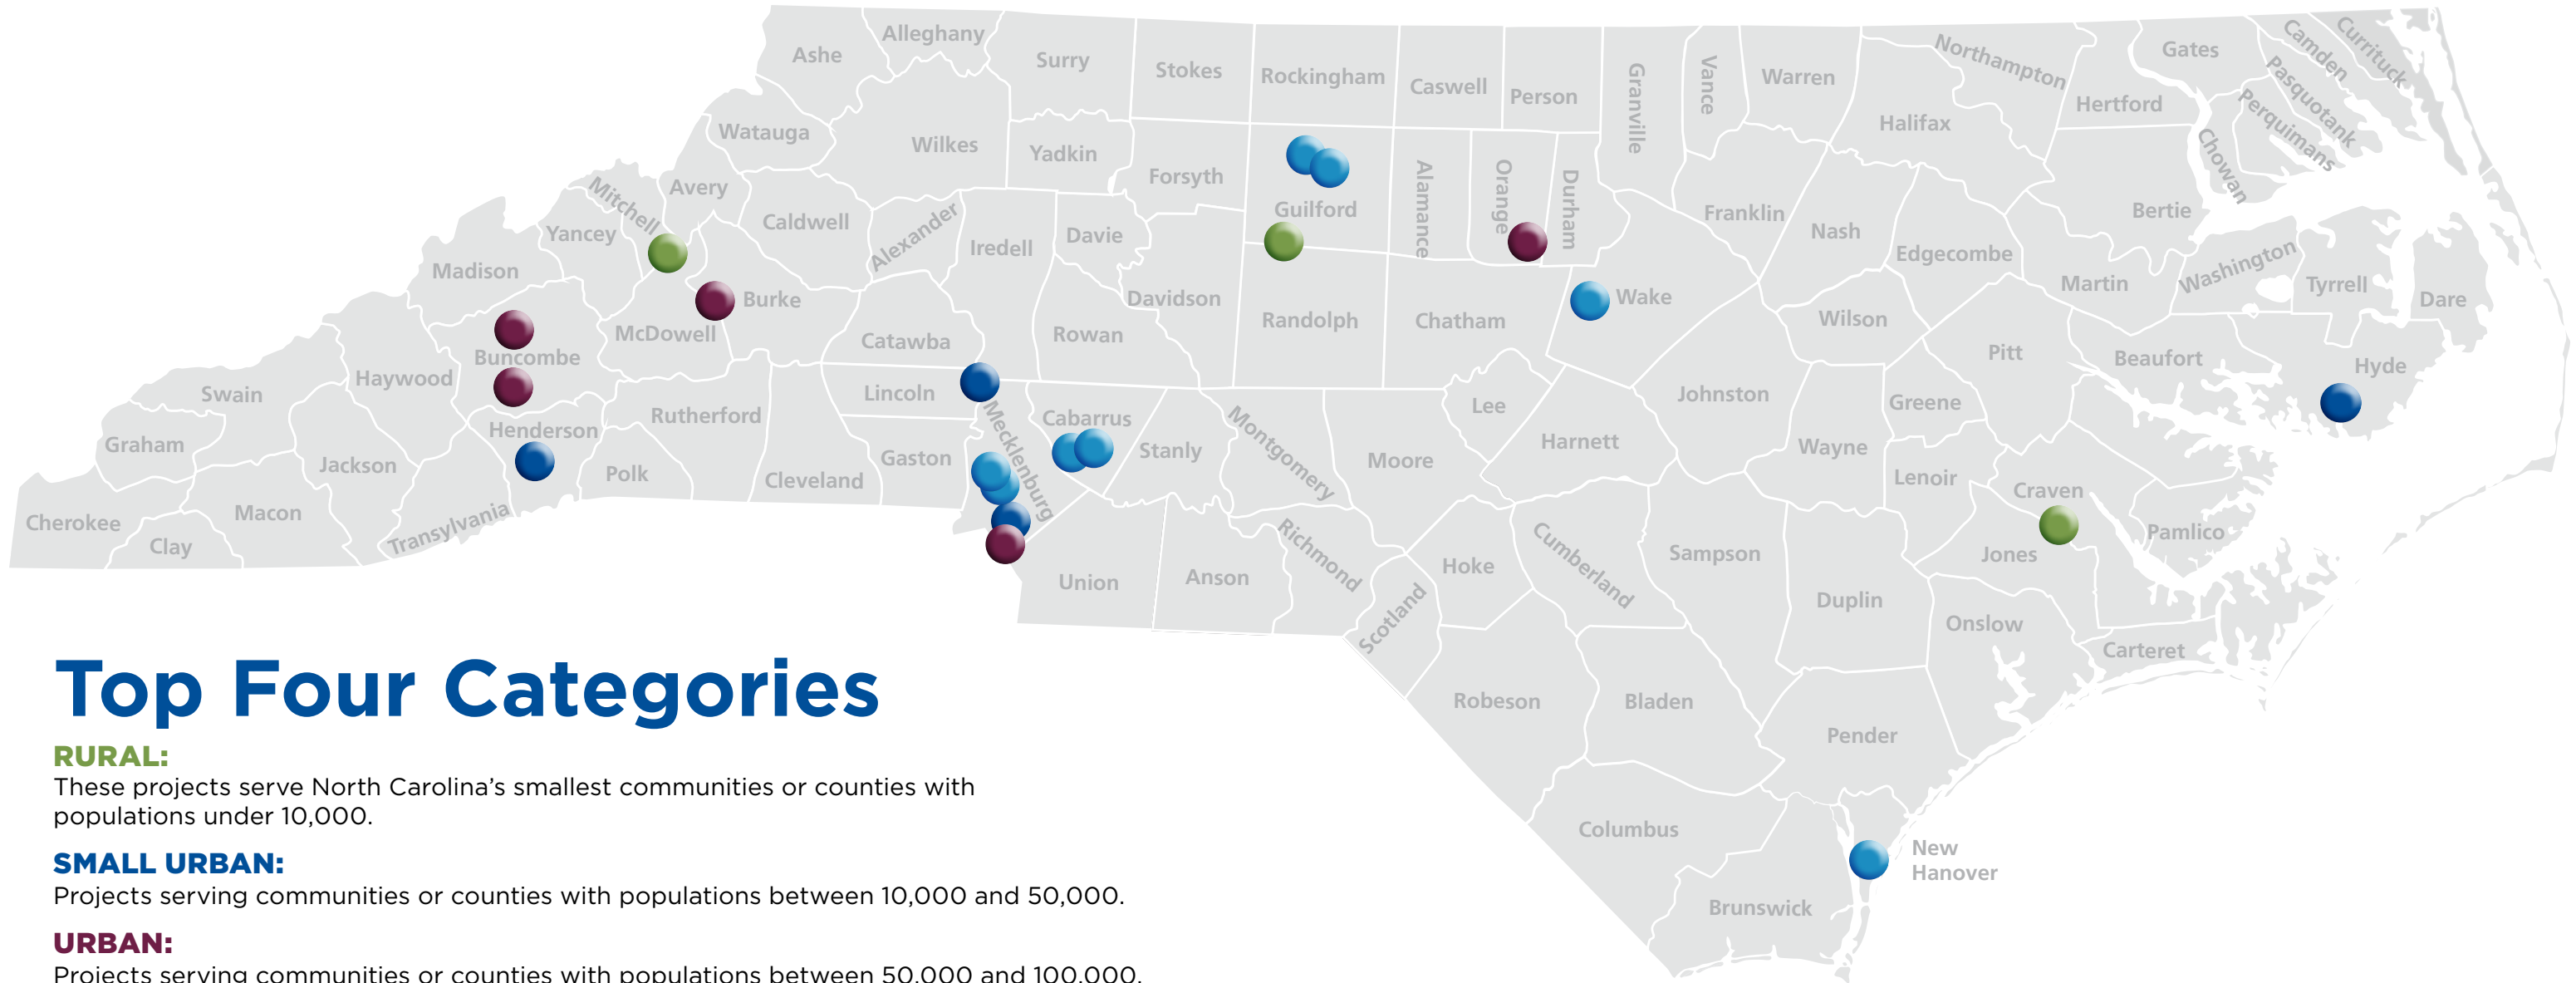 Ashe
Alleghany
Surry
Stokes
Rockingham
Caswell
Person
Granville
Vance
Warren
Northampton
Gates
Camden
Currituck
Pasquotank
Perquimans
Hertford
Halifax
Chowan
Watauga
Wilkes
Yadkin
Forsyth
Guilford
Alamance
Orange
Durham
Franklin
Nash
Edgecombe
Bertie
Mitchell
Avery
Yancey
Caldwell
Alexander
Iredell
Davie
Madison
Burke
Davidson
Wake
Martin
Washington
Tyrrell
Dare
McDowell
Catawba
Rowan
Randolph
Chatham
Wilson
Pitt
Beaufort
Hyde
Buncombe
Haywood
Swain
Lincoln
Rutherford
Cabarrus
Mecklenburg
Montgomery
Lee
Johnston
Greene
Graham
Henderson
Jackson
Polk
Cleveland
Gaston
Stanly
Moore
Harnett
Wayne
Lenoir
Craven
Cherokee
Clay
Macon
Transylvania
Union
Anson
Richmond
Scotland
Hoke
Cumberland
Sampson
Duplin
Jones
Pamlico
Onslow
Carteret
Robeson
Bladen
Pender
Columbus
Brunswick
New
Hanover
Top Four Categories
RURAL:
These projects serve North Carolina’s smallest communities or counties with
populations under 10,000.
SMALL URBAN:
Projects serving communities or counties with populations between 10,000 and 50,000.
URBAN:
Projects serving communities or counties with populations between 50,000 and 100,000.